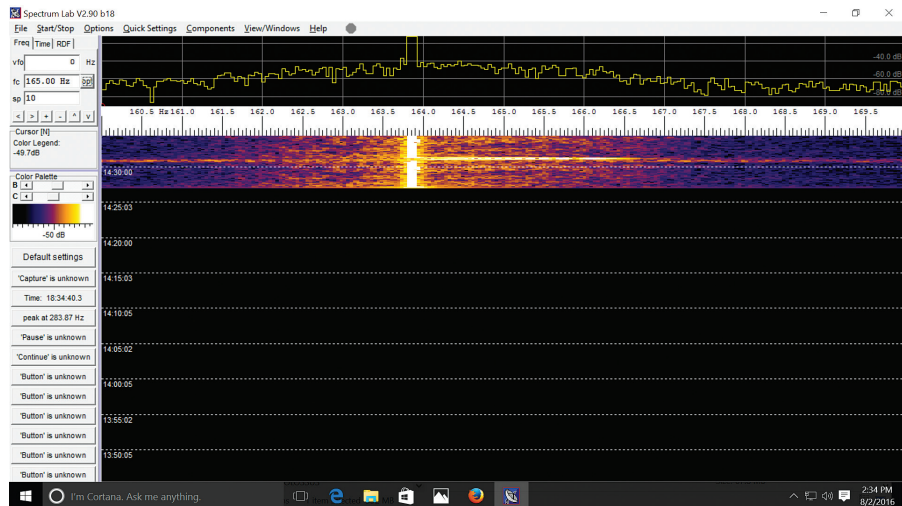 Spectrum Lab V2.90 b18
File Start/Stop Options Quick Settings Components View/Windows Help
Freq Time RDF
vfo 0 Hz
fc 165.00 Hz opt
sp 10
< > + - ^ v
Cursor [N]
Color Legend:
-49.7dB
Color Palette
B
C
-50 dB
Default settings
'Capture' is unknown
Time: 18:34:40.3
peak at 283.87 Hz
'Pause' is unknown
'Continue' is unknown
'Button' is unknown
'Button' is unknown
'Button' is unknown
'Button' is unknown
'Button' is unknown
'Button' is unknown
-40.0 dB
-60.0 dB
-80.0 dB
160.5 Hz 161.0 161.5 162.0 162.5 163.0 163.5 164.0 164.5 165.0 165.5 166.0 166.5 167.0 167.5 168.0 168.5 169.0 169.5
14:30:00
14:25:03
14:20:00
14:15:03
14:10:05
14:05:02
14:00:05
13:55:02
13:50:05
I'm Cortana. Ask me anything.
2:34 PM
8/2/2016